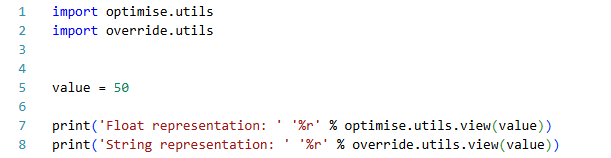 1 import optimise.utils
2 import override.utils
3
4
5 value = 50
6
7 print('Float representation: ' '%r' % optimise.utils.view(value))
8 print('String representation: ' '%r' % override.utils.view(value))